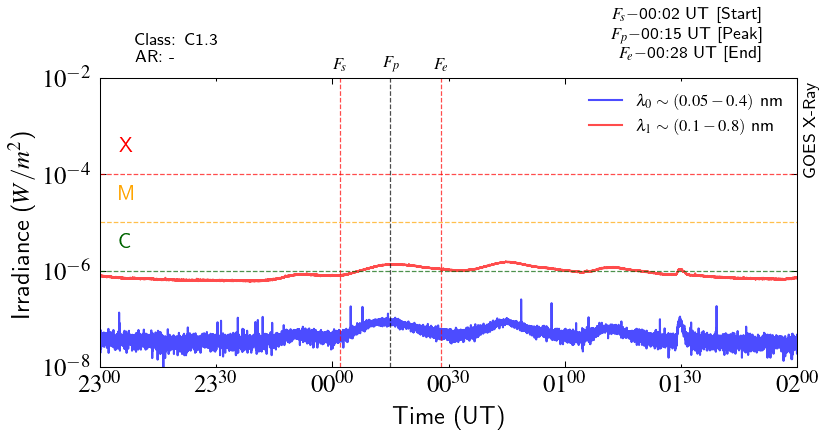 Fs−00:02 UT [Start]
Class: C1.3
Fp−00:15 UT [Peak]
AR: -
Fe−00:28 UT [End]
Fs Fp Fe
10⁻²
λ₀ ∼ (0.05 − 0.4) nm
λ₁ ∼ (0.1 − 0.8) nm
GOES X-Ray
X
10⁻⁴
M
C
10⁻⁶
10⁻⁸
Irradiance (W/m²)
23⁰⁰ 23³⁰ 00⁰⁰ 00³⁰ 01⁰⁰ 01³⁰ 02⁰⁰
Time (UT)